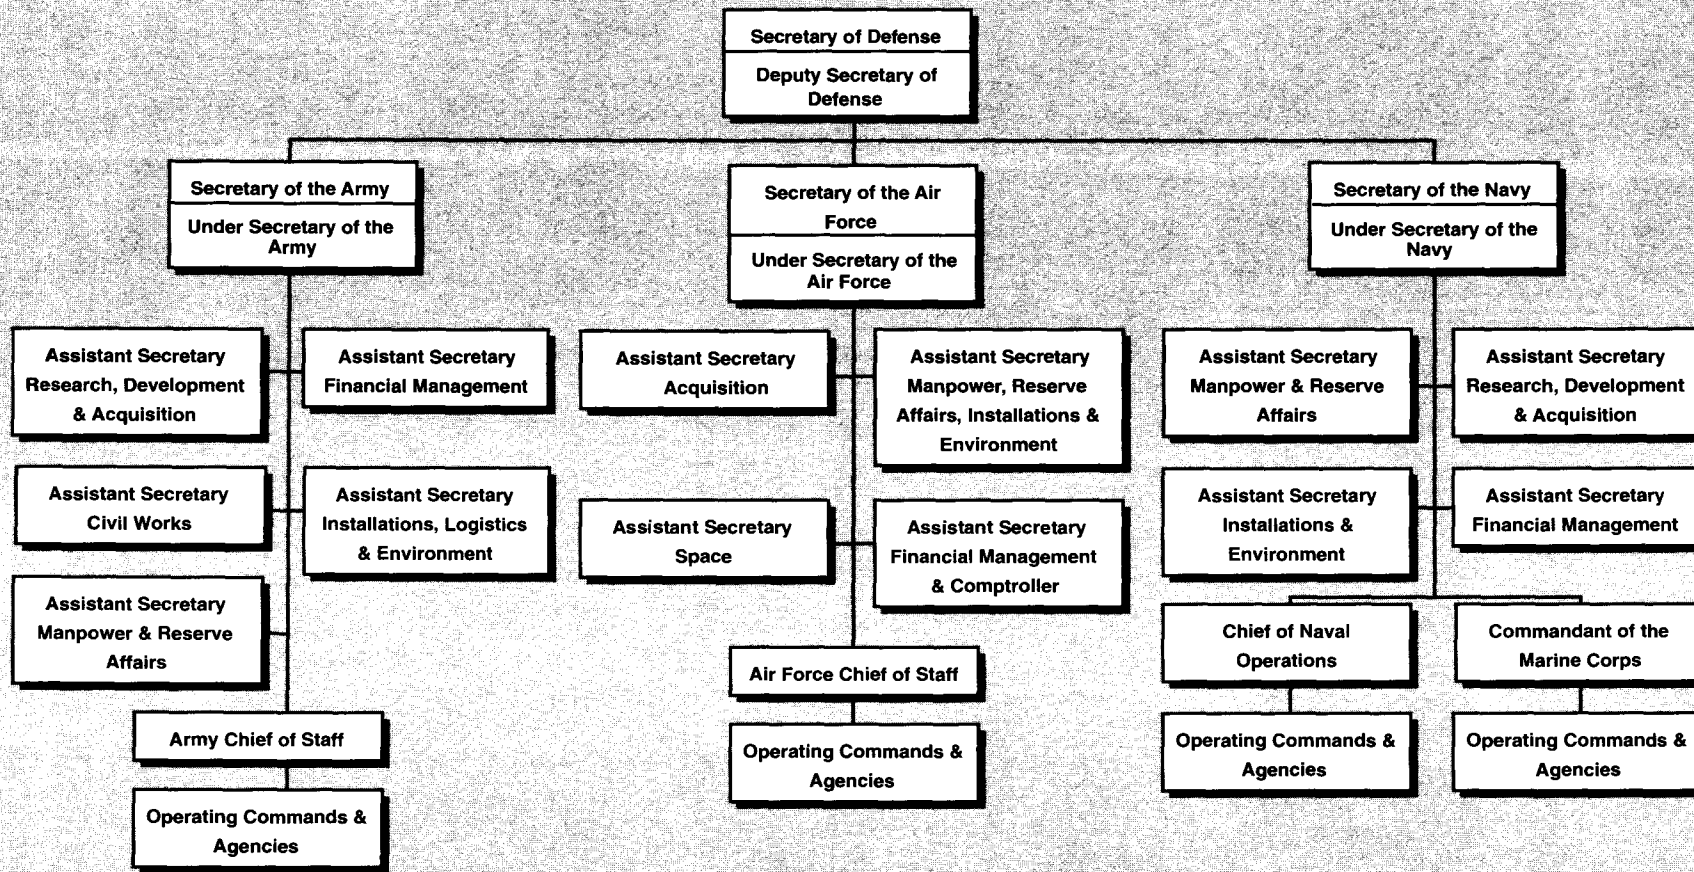 Secretary of Defense
Deputy Secretary of
Defense
Secretary of the Army
Under Secretary of the
Army
Secretary of the Air
Force
Under Secretary of the
Air Force
Secretary of the Navy
Under Secretary of the
Navy
Assistant Secretary
Research, Development
& Acquisition
Assistant Secretary
Financial Management
Assistant Secretary
Civil Works
Assistant Secretary
Installations, Logistics
& Environment
Assistant Secretary
Manpower & Reserve
Affairs
Army Chief of Staff
Operating Commands &
Agencies
Assistant Secretary
Acquisition
Assistant Secretary
Manpower, Reserve
Affairs, Installations &
Environment
Assistant Secretary
Space
Assistant Secretary
Financial Management
& Comptroller
Air Force Chief of Staff
Operating Commands &
Agencies
Assistant Secretary
Manpower & Reserve
Affairs
Assistant Secretary
Research, Development
& Acquisition
Assistant Secretary
Installations &
Environment
Assistant Secretary
Financial Management
Chief of Naval
Operations
Commandant of the
Marine Corps
Operating Commands &
Agencies
Operating Commands &
Agencies